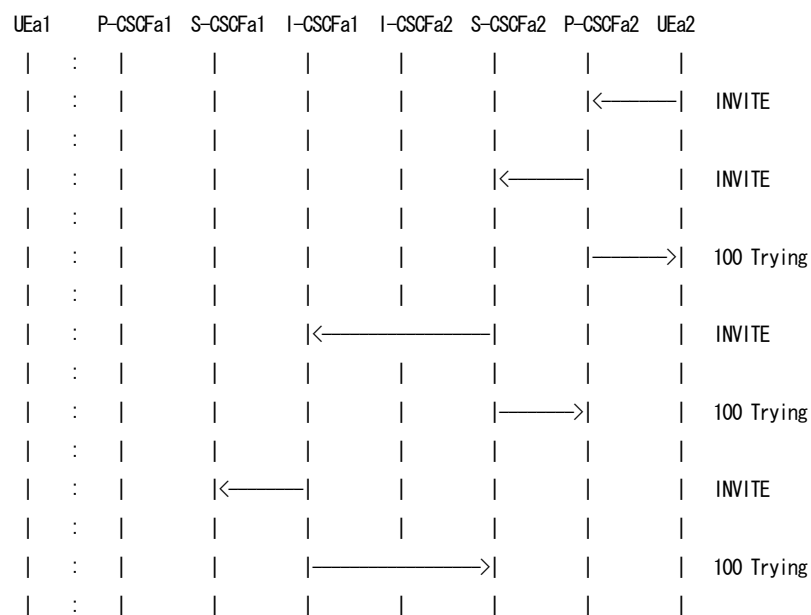 UEa1 P-CSCFa1 S-CSCFa1 I-CSCFa1 I-CSCFa2 S-CSCFa2 P-CSCFa2 UEa2
| : | | | | | | |
| : | | | | | |<-------| INVITE
| : | | | | | | |
| : | | | | |<-------| | INVITE
| : | | | | | | |
| : | | | | | |------->| 100 Trying
| : | | | | | | |
| : | | |<----------------| | | INVITE
| : | | | | | | |
| : | | | | |------->| | 100 Trying
| : | | | | | | |
| : | |<-------| | | | | INVITE
| : | | | | | | |
| : | | |---------------->| | | 100 Trying
| : | | | | | | |